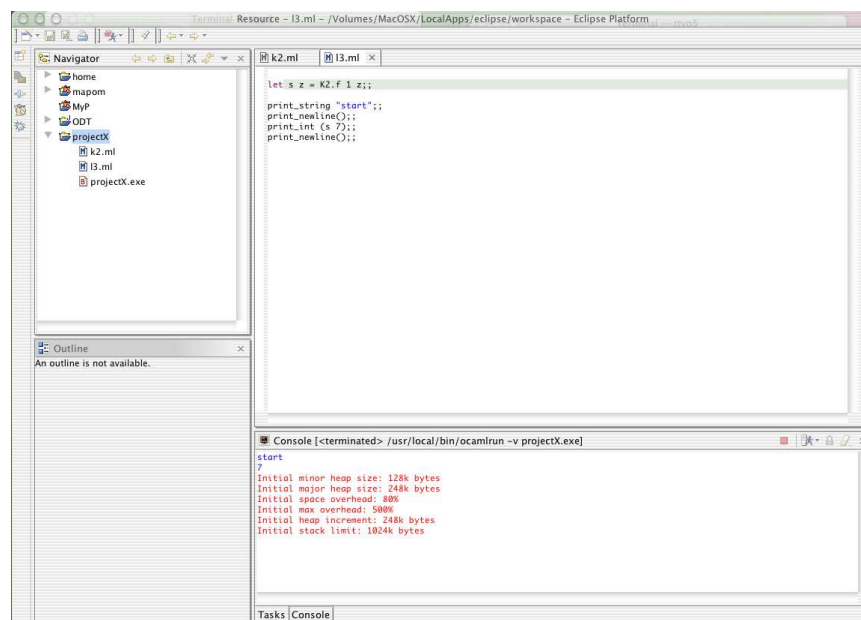 Terminal Resource - l3.ml - /Volumes/MacOSX/LocalApps/eclipse/workspace - Eclipse Platform
Navigator
home
mapom
MyP
ODT
projectX
k2.ml
l3.ml
projectX.exe
k2.ml l3.ml
let s z = K2.f 1 z;;
print_string "start";;
print_newline();;
print_int (s 7);;
print_newline();;
Outline
An outline is not available.
Console [<terminated> /usr/local/bin/ocamlrun -v projectX.exe]
start
7
Initial minor heap size: 128k bytes
Initial major heap size: 248k bytes
Initial space overhead: 80%
Initial max overhead: 500%
Initial heap increment: 248k bytes
Initial stack limit: 1024k bytes
Tasks Console